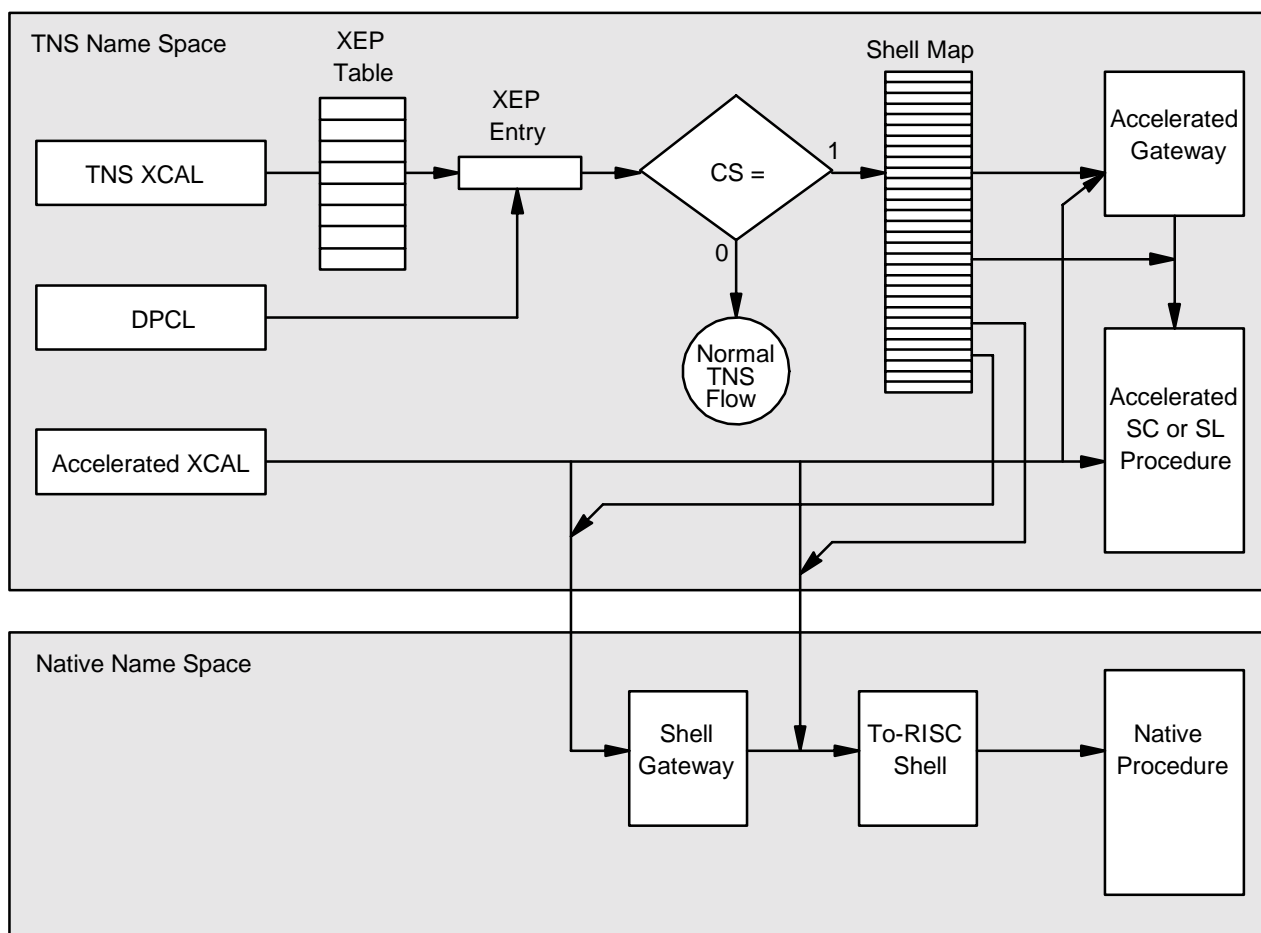 TNS Name Space
XEP
Table
XEP
Entry
Shell Map
Accelerated
Gateway
TNS XCAL
CS =
1
0
DPCL
Normal
TNS
Flow
Accelerated
SC or SL
Procedure
Accelerated XCAL
Native Name Space
Shell
Gateway
To-RISC
Shell
Native
Procedure